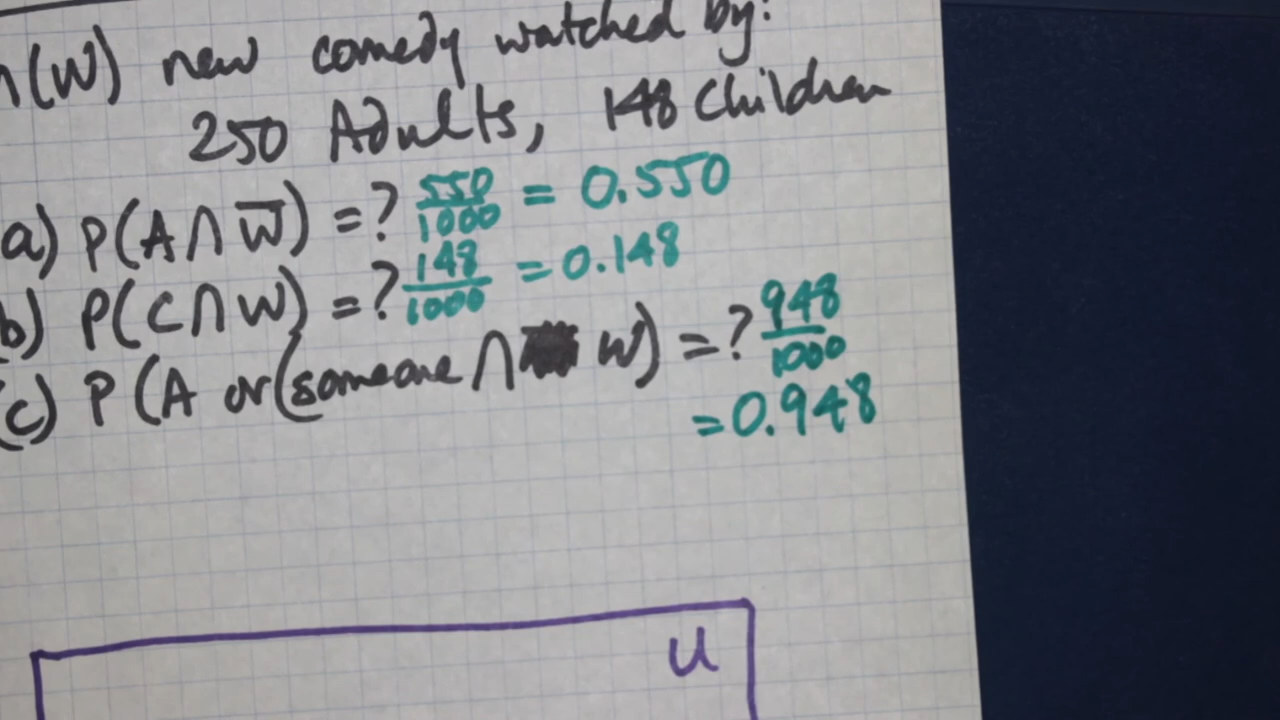 n(W) new comedy watched by:
250 Adults, 148 Children
a) P(A∩W̅) = ? 550/1000 = 0.550
b) P(C∩W) = ? 148/1000 = 0.148
(c) P(A or (someone ∩ W) = ? 948/1000
= 0.948
U